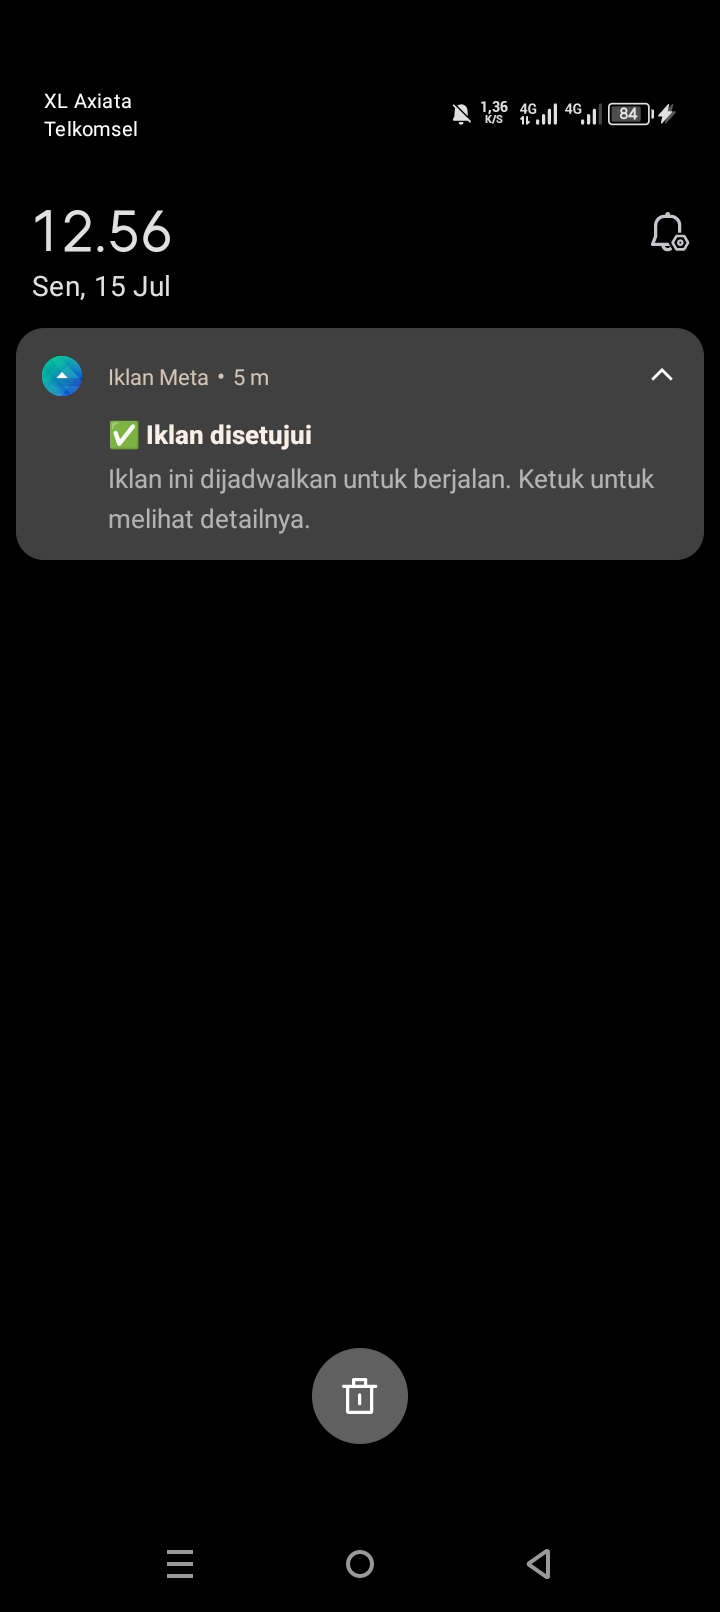 XL Axiata
Telkomsel
1,36
K/S
4G
4G
84
12.56
Sen, 15 Jul
Iklan Meta • 5 m
✅ Iklan disetujui
Iklan ini dijadwalkan untuk berjalan. Ketuk untuk
melihat detailnya.